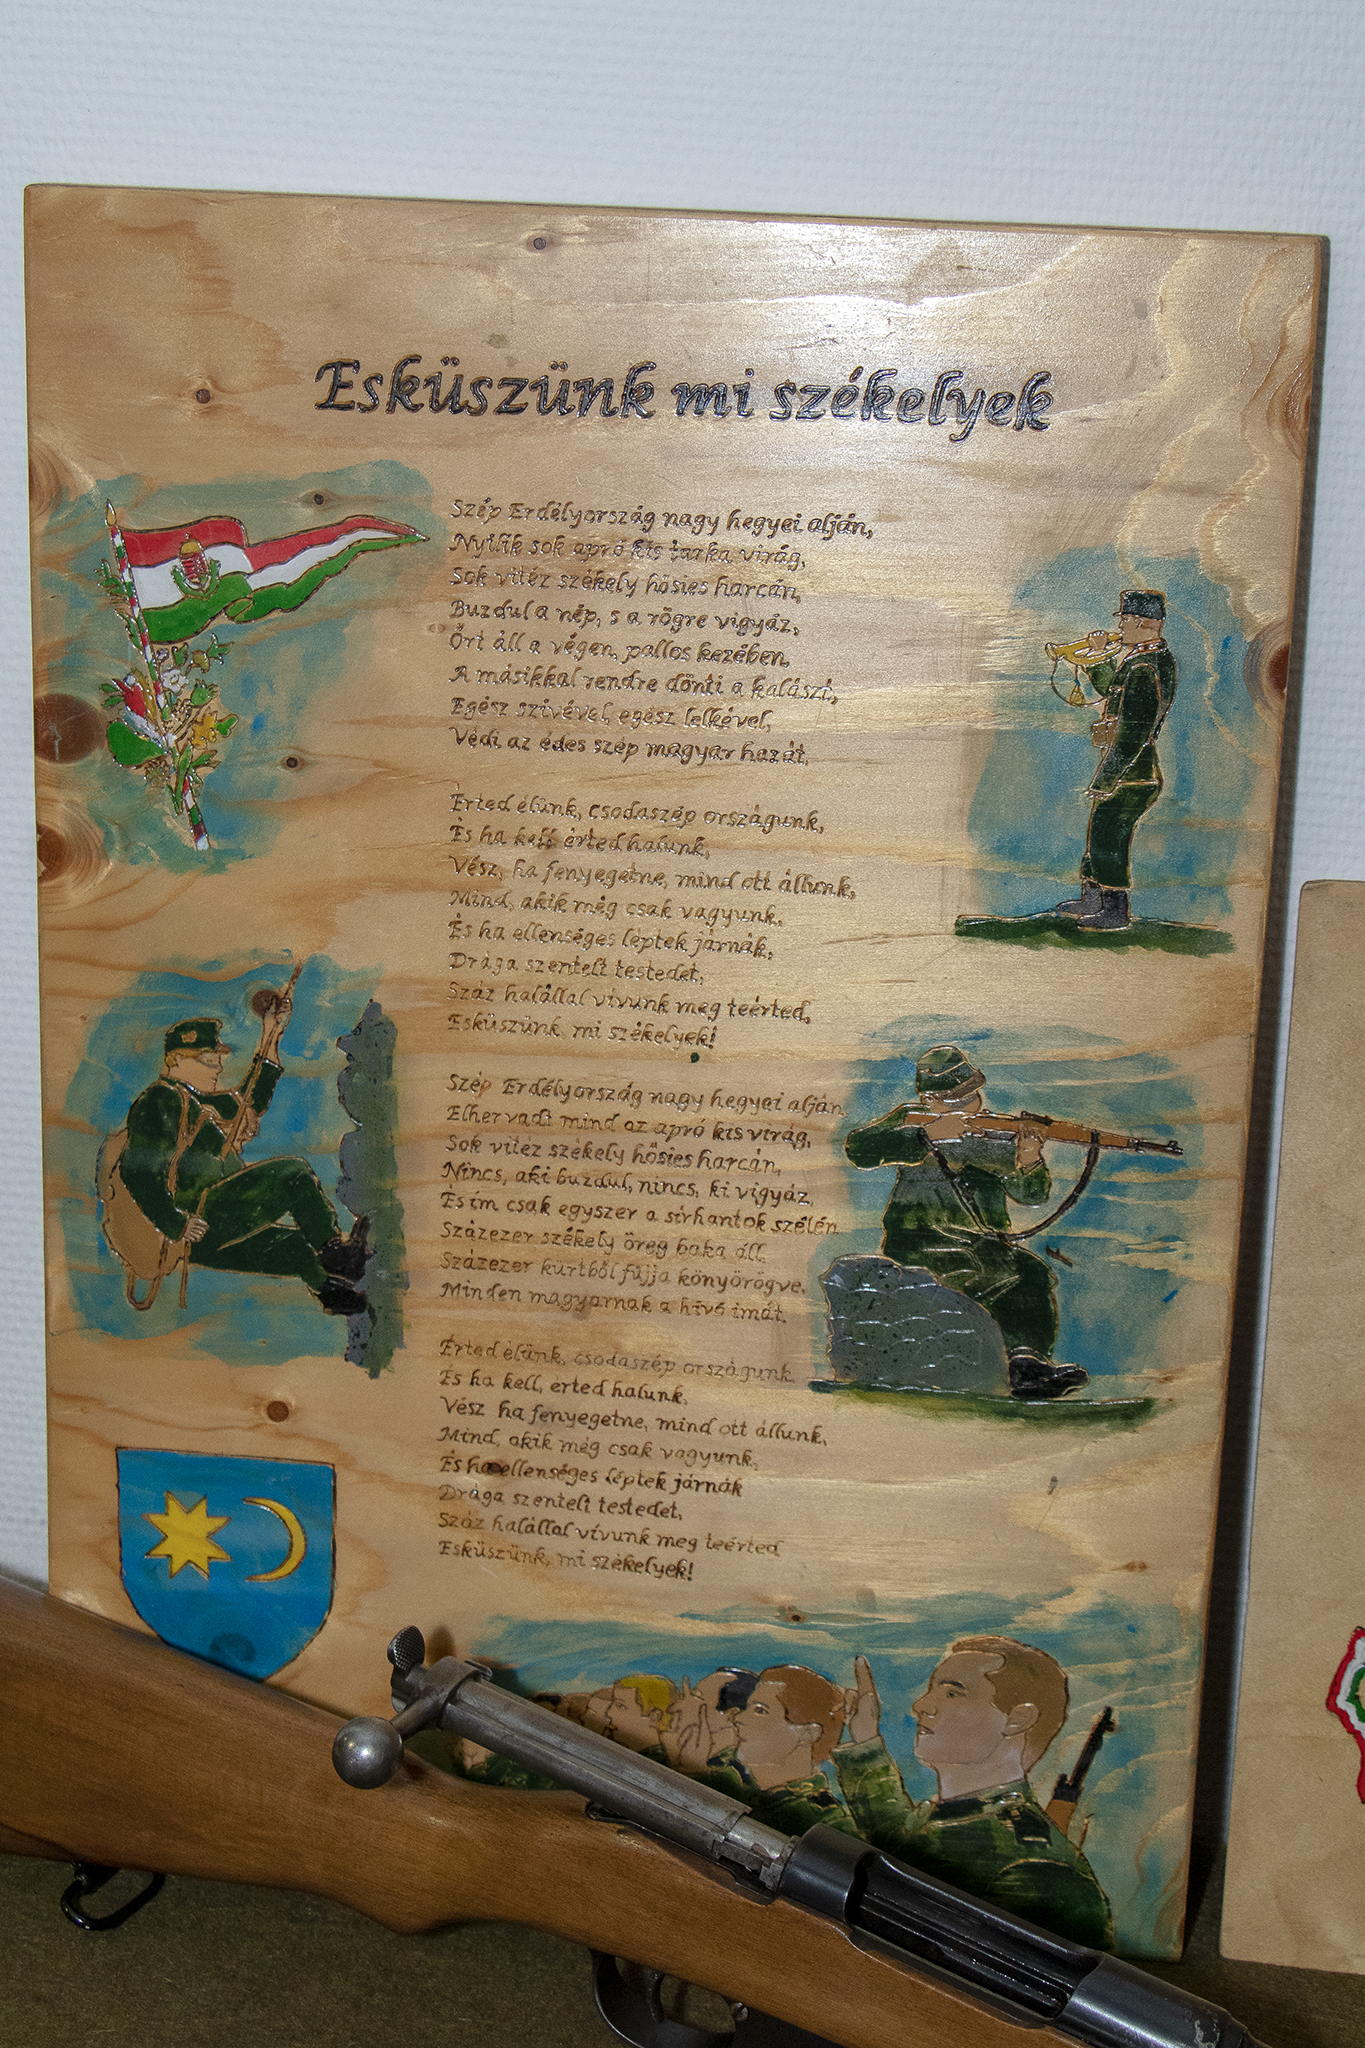 Esküszünk mi székelyek
Szép Erdélyország nagy hegyei alján,
Nyílik sok apró kis tarka virág,
Sok vitéz székely hősies harcán,
Buzdul a nép, s a rögre vigyáz,
Őrt áll a végen, pallos kezében,
A másikkal rendre dönti a kalászt,
Egész szívével, egész lelkével,
Védi az édes szép magyar hazát.
Érted élünk, csodaszép országunk,
És ha kell érted halunk,
Vész, ha fenyegetne, mind ott állunk,
Mind, akik még csak vagyunk,
És ha ellenséges léptek járnák,
Drága szentelt testedet,
Száz halállal vívunk meg teérted,
Esküszünk, mi székelyek!
Szép Erdélyország nagy hegyei alján
Elhervadt mind az apró kis virág,
Sok vitéz székely hősies harcán,
Nincs, aki buzdul, nincs, ki vigyáz
És ím csak egyszer a sírhantok szélén
Százezer székely öreg baka áll.
Százezer kürtből fújja könyörögve,
Minden magyarnak a hívó imát.
Érted élünk, csodaszép országunk
És ha kell, érted halunk,
Vész ha fenyegetne, mind ott állunk,
Mind, akik még csak vagyunk,
És ha ellenséges léptek járnák
Drága szentelt testedet,
Száz halállal vívunk meg teérted
Esküszünk, mi székelyek!